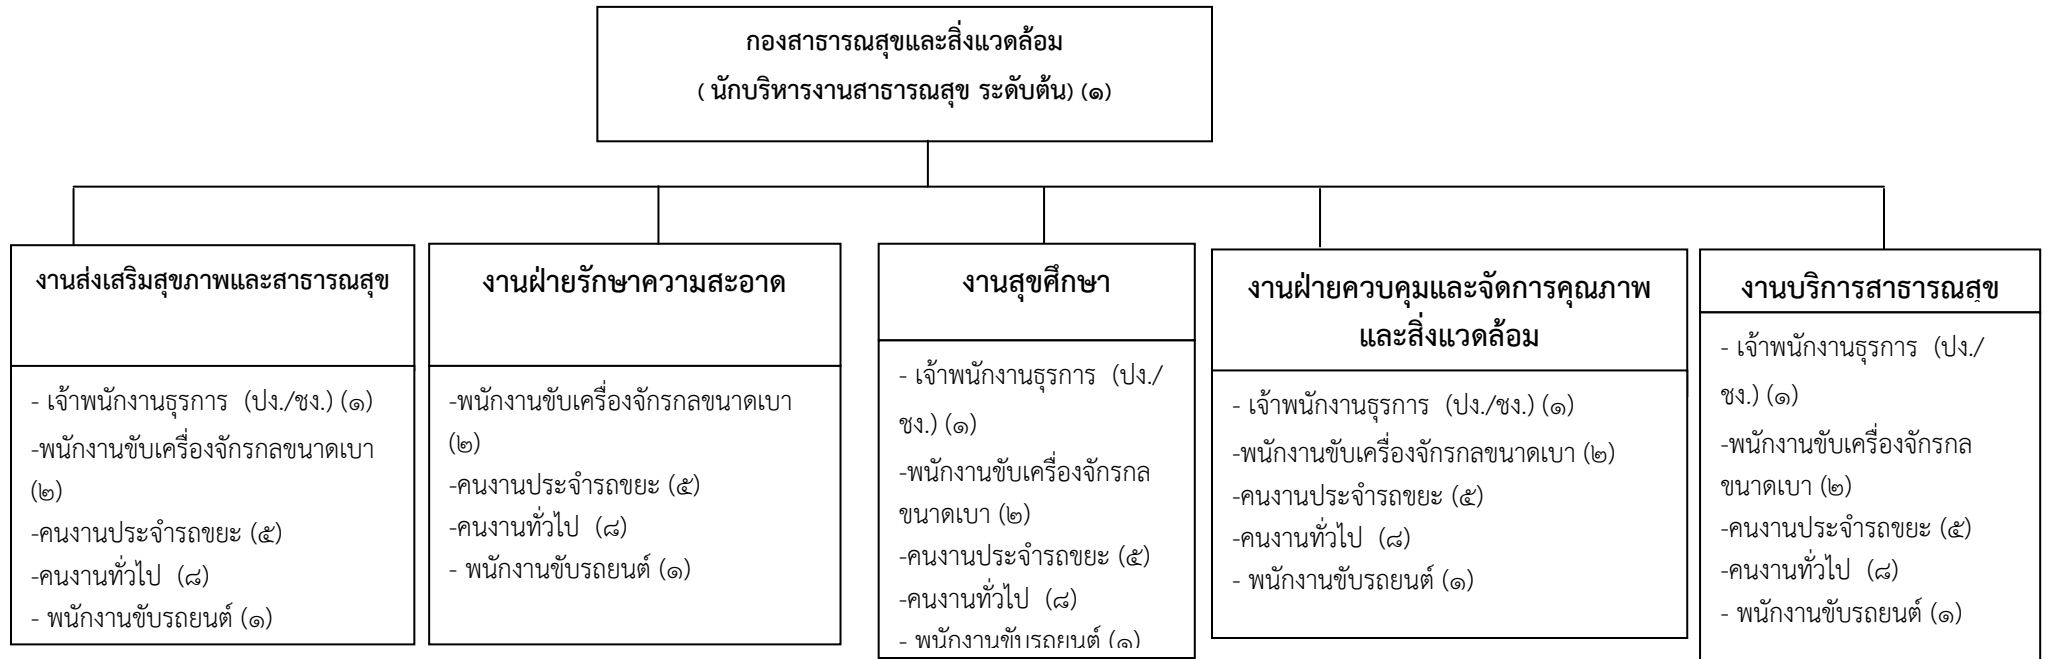 กองสาธารณสุขและสิ่งแวดล้อม
( นักบริหารงานสาธารณสุข ระดับต้น) (๑)
งานส่งเสริมสุขภาพและสาธารณสุข
- เจ้าพนักงานธุรการ (ปง./ชง.) (๑)
-พนักงานขับเครื่องจักรกลขนาดเบา
(๒)
-คนงานประจำรถขยะ (๕)
-คนงานทั่วไป (๘)
- พนักงานขับรถยนต์ (๑)
งานฝ่ายรักษาความสะอาด
-พนักงานขับเครื่องจักรกลขนาดเบา
(๒)
-คนงานประจำรถขยะ (๕)
-คนงานทั่วไป (๘)
- พนักงานขับรถยนต์ (๑)
งานสุขศึกษา
- เจ้าพนักงานธุรการ (ปง./
ชง.) (๑)
-พนักงานขับเครื่องจักรกล
ขนาดเบา (๒)
-คนงานประจำรถขยะ (๕)
-คนงานทั่วไป (๘)
- พนักงานขับรถยนต์ (๑)
งานฝ่ายควบคุมและจัดการคุณภาพ
และสิ่งแวดล้อม
- เจ้าพนักงานธุรการ (ปง./ชง.) (๑)
-พนักงานขับเครื่องจักรกลขนาดเบา (๒)
-คนงานประจำรถขยะ (๕)
-คนงานทั่วไป (๘)
- พนักงานขับรถยนต์ (๑)
งานบริการสาธารณสุข
- เจ้าพนักงานธุรการ (ปง./
ชง.) (๑)
-พนักงานขับเครื่องจักรกล
ขนาดเบา (๒)
-คนงานประจำรถขยะ (๕)
-คนงานทั่วไป (๘)
- พนักงานขับรถยนต์ (๑)